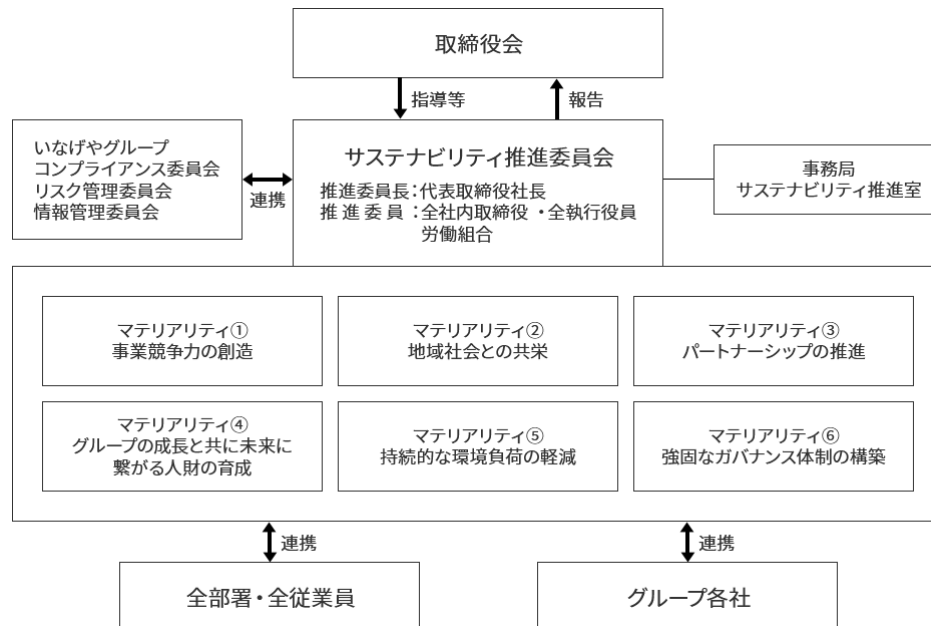 取締役会
指導等
報告
いなげやグループ
コンプライアンス委員会
リスク管理委員会
情報管理委員会
連携
サステナビリティ推進委員会
推進委員長：代表取締役社長
推 進 委 員 ：全社内取締役 ・全執行役員
労働組合
事務局
サステナビリティ推進室
マテリアリティ①
事業競争力の創造
マテリアリティ②
地域社会との共栄
マテリアリティ③
パートナーシップの推進
マテリアリティ④
グループの成長と共に未来に
繋がる人財の育成
マテリアリティ⑤
持続的な環境負荷の軽減
マテリアリティ⑥
強固なガバナンス体制の構築
連携
連携
全部署・全従業員
グループ各社